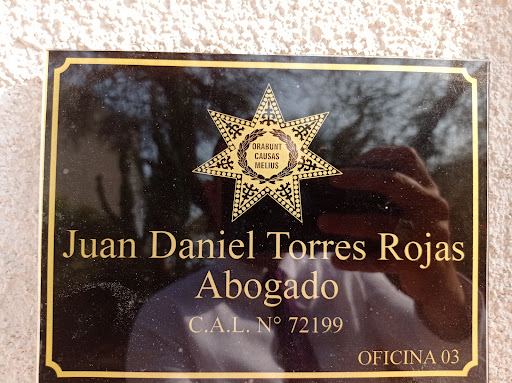 ORABUNT
CAUSAS
MELIUS
Juan Daniel Torres Rojas
Abogado
C.A.L. N° 72199
OFICINA 03